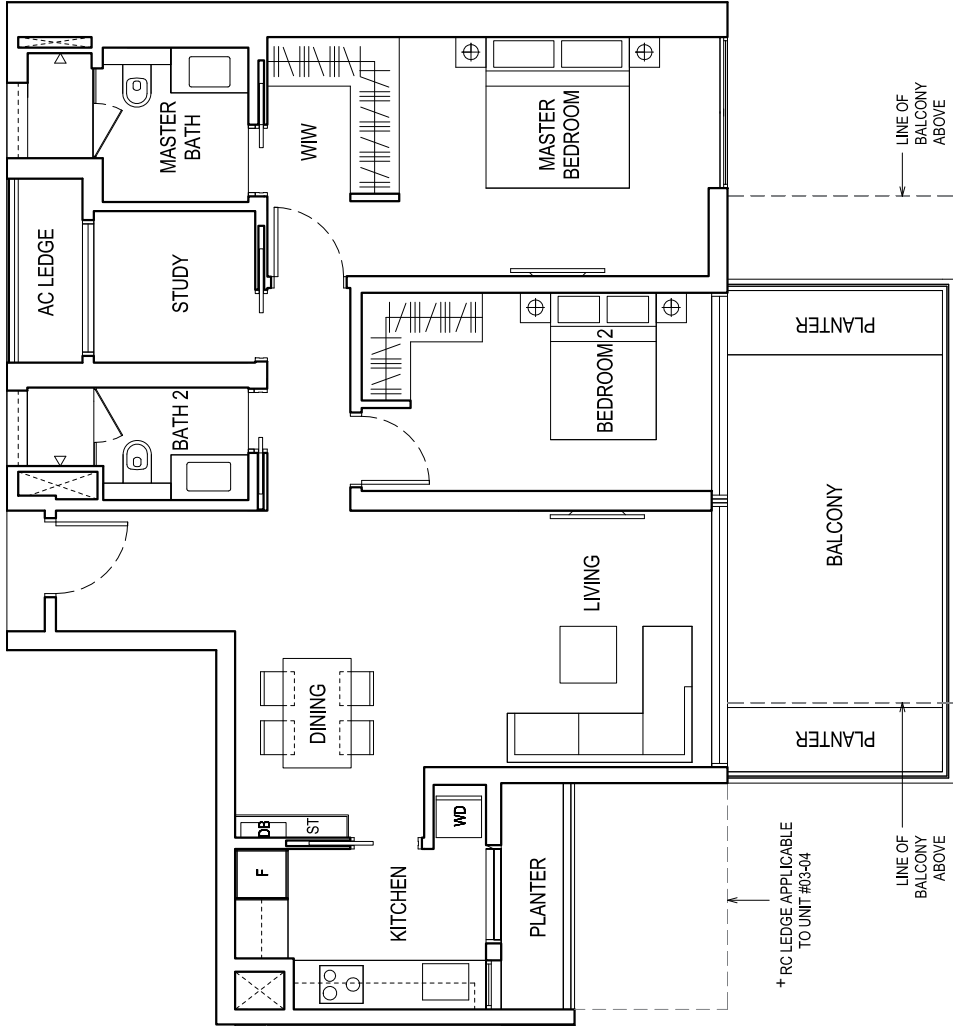 MASTER
BATH
WIW
MASTER
BEDROOM
LINE OF
BALCONY
ABOVE
AC LEDGE
STUDY
BATH 2
BEDROOM 2
PLANTER
BALCONY
LIVING
DINING
PLANTER
DB
ST
WD
F
KITCHEN
PLANTER
+ RC LEDGE APPLICABLE
TO UNIT #03-04
LINE OF
BALCONY
ABOVE